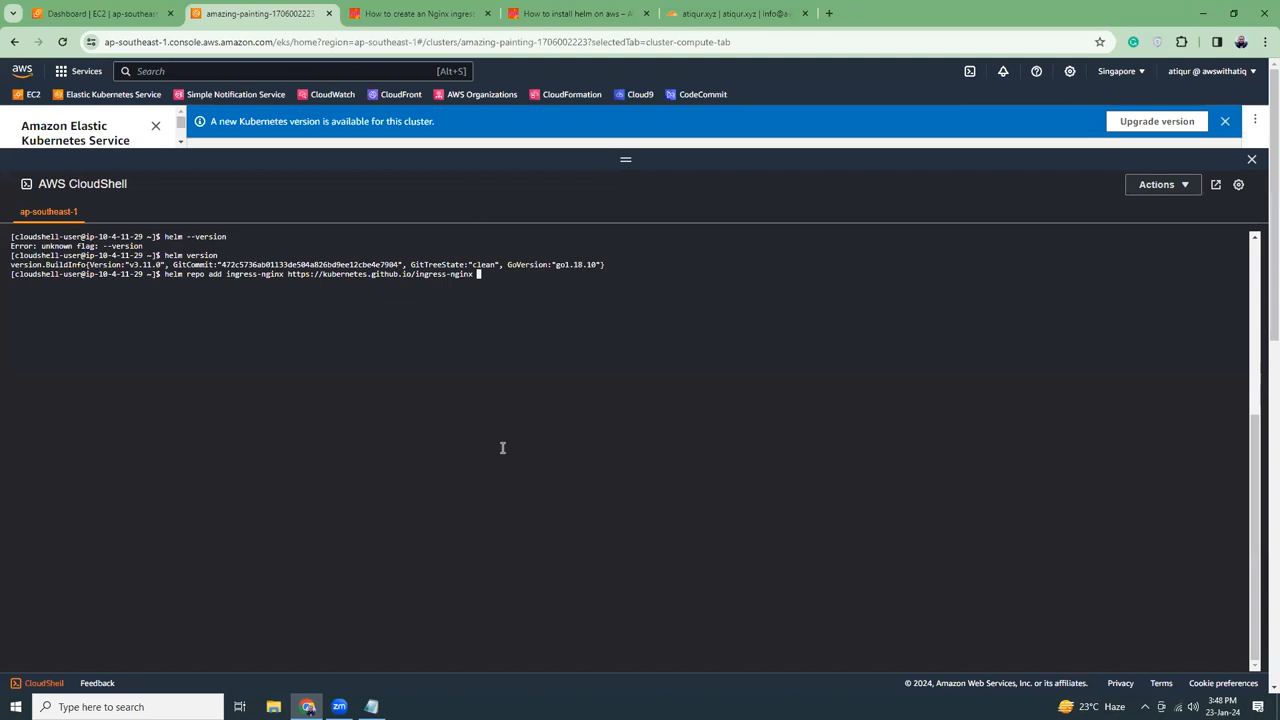 Dashboard | EC2 | ap-southeast
amazing-painting-1706002223
How to create an Nginx ingres
How to install helm on aws – A
atiqur.xyz | atiqur.xyz | Info@a
ap-southeast-1.console.aws.amazon.com/eks/home?region=ap-southeast-1#/clusters/amazing-painting-1706002223?selectedTab=cluster-compute-tab
aws Services Search [Alt+S] Singapore atiqur @ awswithatiq
EC2 Elastic Kubernetes Service Simple Notification Service CloudWatch CloudFront AWS Organizations CloudFormation Cloud9 CodeCommit
Amazon Elastic
Kubernetes Service
A new Kubernetes version is available for this cluster. Upgrade version
AWS CloudShell Actions
ap-southeast-1
[cloudshell-user@ip-10-4-11-29 ~]$ helm --version
Error: unknown flag: --version
[cloudshell-user@ip-10-4-11-29 ~]$ helm version
version.BuildInfo{Version:"v3.11.0", GitCommit:"472c5736ab01133de504a826bd9ee12cbe4e7904", GitTreeState:"clean", GoVersion:"go1.18.10"}
[cloudshell-user@ip-10-4-11-29 ~]$ helm repo add ingress-nginx https://kubernetes.github.io/ingress-nginx
CloudShell Feedback © 2024, Amazon Web Services, Inc. or its affiliates. Privacy Terms Cookie preferences
Type here to search zm 23°C Haze 3:48 PM
23-Jan-24